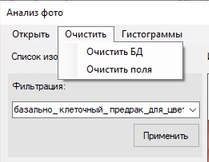 Анализ фото
Открыть Очистить Гистограммы
Очистить БД
Список изо
Очистить поля
Фильтрация:
базально_клеточный_предрак_для_цвет
Применить